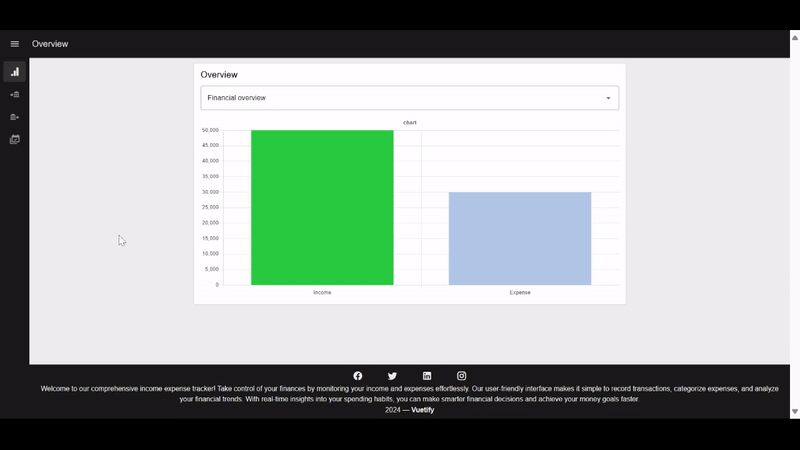 Overview
Overview
Financial overview
chart
50,000
45,000
40,000
35,000
30,000
25,000
20,000
15,000
10,000
5,000
0
Income
Expense
Welcome to our comprehensive income expense tracker! Take control of your finances by monitoring your income and expenses effortlessly. Our user-friendly interface makes it simple to record transactions, categorize expenses, and analyze
your financial trends. With real-time insights into your spending habits, you can make smarter financial decisions and achieve your money goals faster.
2024 — Vuetify